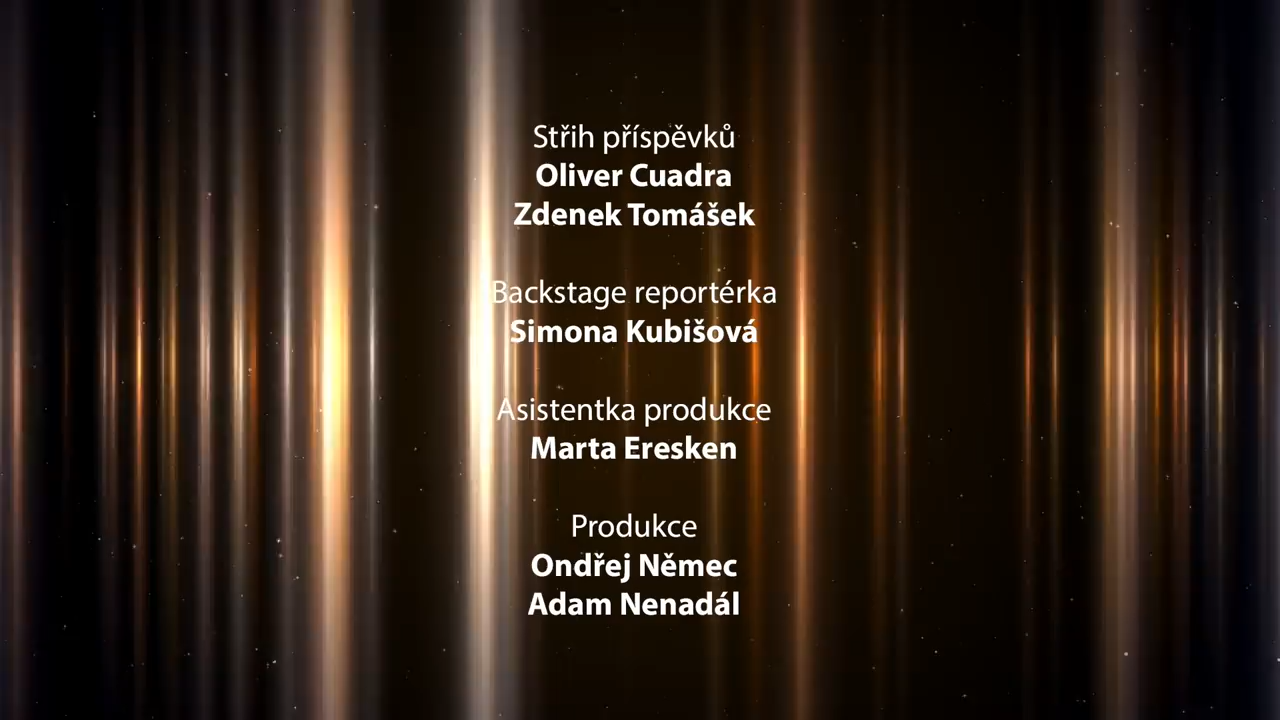 Střih příspěvků
Oliver Cuadra
Zdenek Tomášek
Backstage reportérka
Simona Kubišová
Asistentka produkce
Marta Eresken
Produkce
Ondřej Němec
Adam Nenadál